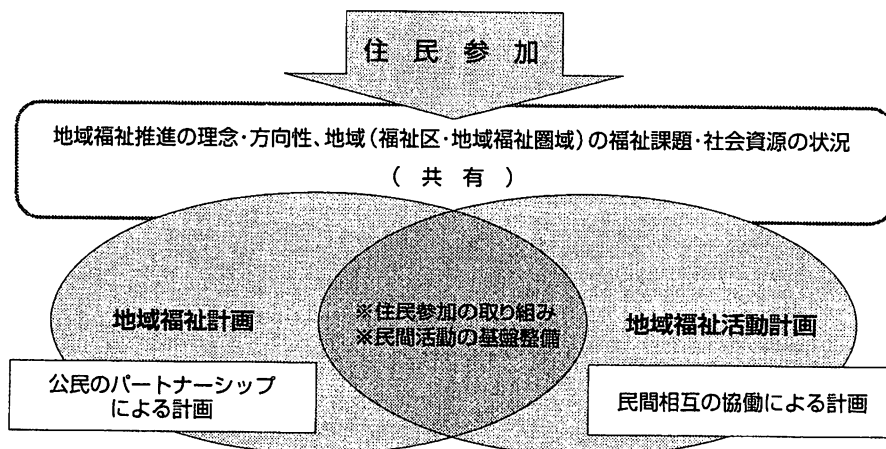 住民参加
地域福祉推進の理念・方向性、地域(福祉区・地域福祉圏域)の福祉課題・社会資源の状況
(共有)
地域福祉計画
※住民参加の取り組み
※民間活動の基盤整備
地域福祉活動計画
公民のパートナーシップ
による計画
民間相互の協働による計画